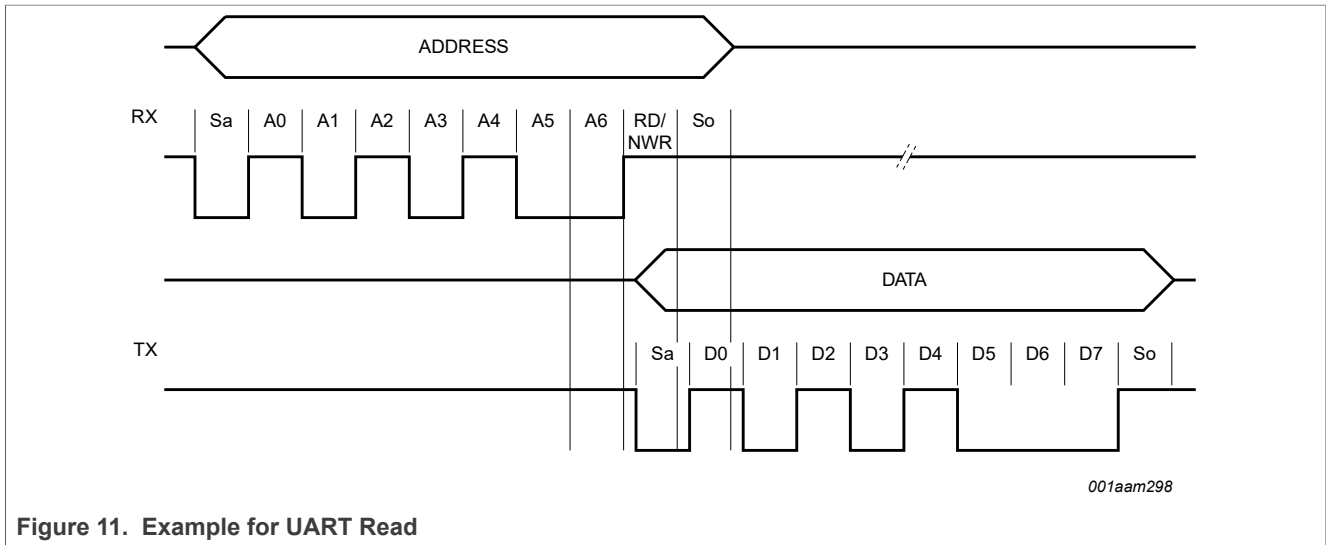 ADDRESS
RX Sa A0 A1 A2 A3 A4 A5 A6 RD/ So
NWR
DATA
TX Sa D0 D1 D2 D3 D4 D5 D6 D7 So
001aam298
Figure 11. Example for UART Read